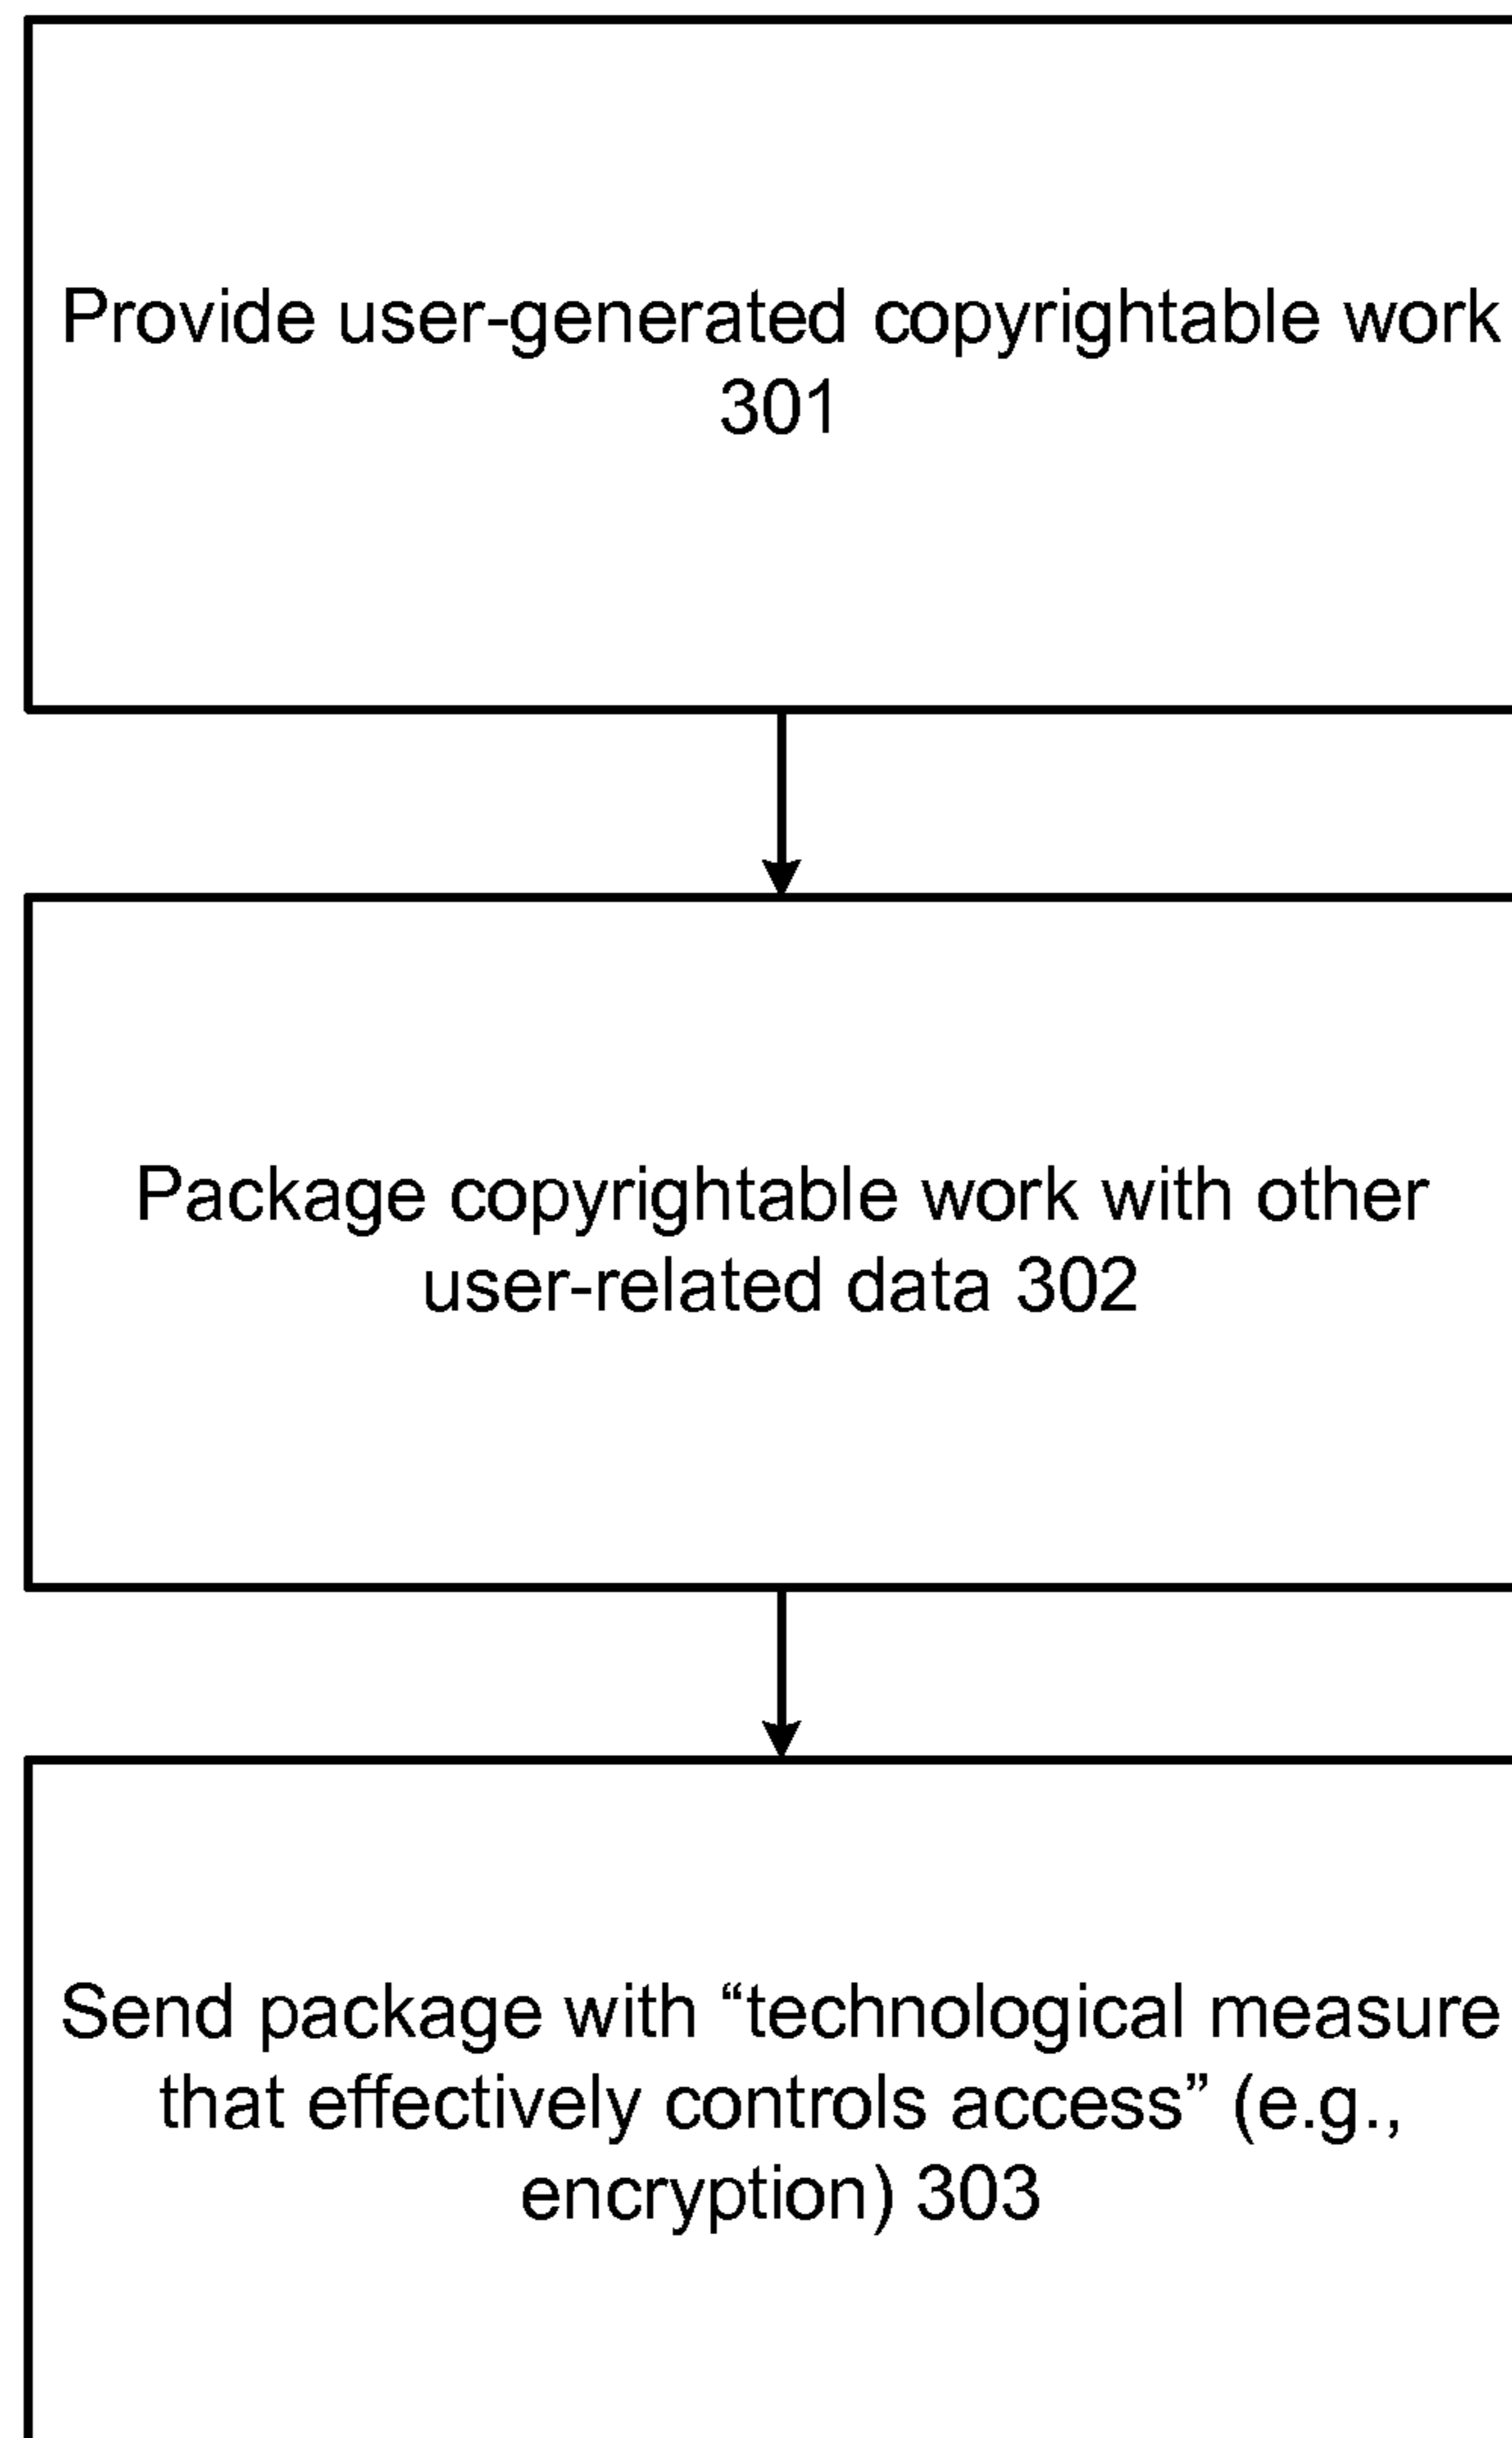 Provide user-generated copyrightable work
301
Package copyrightable work with other
user-related data 302
Send package with “technological measure
that effectively controls access” (e.g.,
encryption) 303